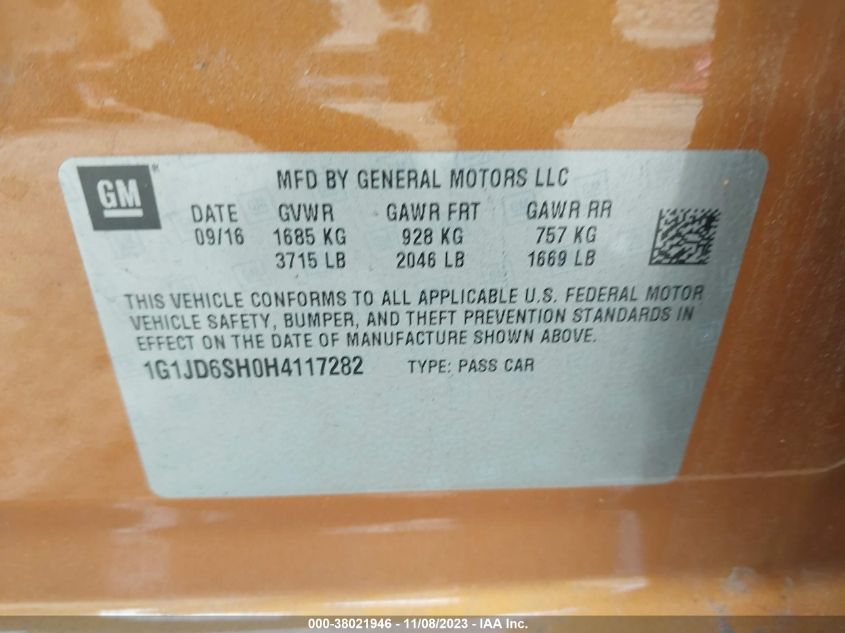 GM® MFD BY GENERAL MOTORS LLC
DATE GVWR GAWR FRT GAWR RR
09/16 1685 KG 928 KG 757 KG
3715 LB 2046 LB 1669 LB
THIS VEHICLE CONFORMS TO ALL APPLICABLE U.S. FEDERAL MOTOR
VEHICLE SAFETY, BUMPER, AND THEFT PREVENTION STANDARDS IN
EFFECT ON THE DATE OF MANUFACTURE SHOWN ABOVE.
1G1JD6SH0H4117282 TYPE: PASS CAR
000-38021946 - 11/08/2023 - IAA Inc.